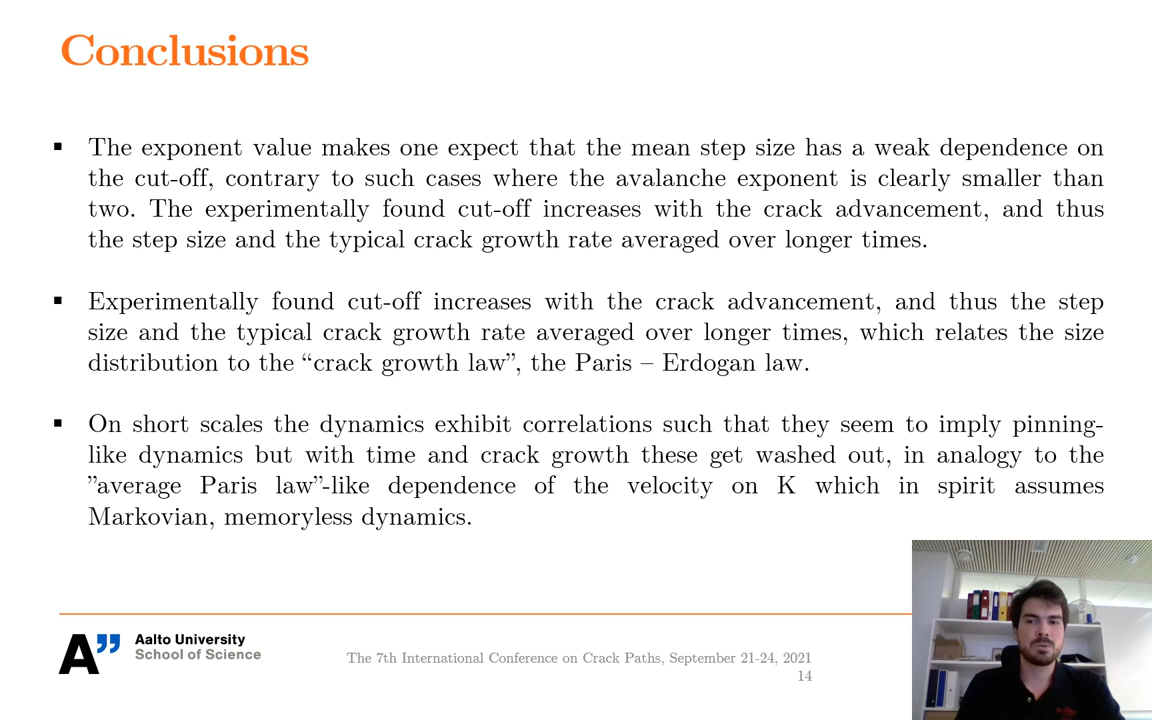 Conclusions
▪ The exponent value makes one expect that the mean step size has a weak dependence on
the cut-off, contrary to such cases where the avalanche exponent is clearly smaller than
two. The experimentally found cut-off increases with the crack advancement, and thus
the step size and the typical crack growth rate averaged over longer times.
▪ Experimentally found cut-off increases with the crack advancement, and thus the step
size and the typical crack growth rate averaged over longer times, which relates the size
distribution to the “crack growth law”, the Paris – Erdogan law.
▪ On short scales the dynamics exhibit correlations such that they seem to imply pinning-
like dynamics but with time and crack growth these get washed out, in analogy to the
”average Paris law”-like dependence of the velocity on K which in spirit assumes
Markovian, memoryless dynamics.
A”
Aalto University
School of Science
The 7th International Conference on Crack Paths, September 21-24, 2021
14